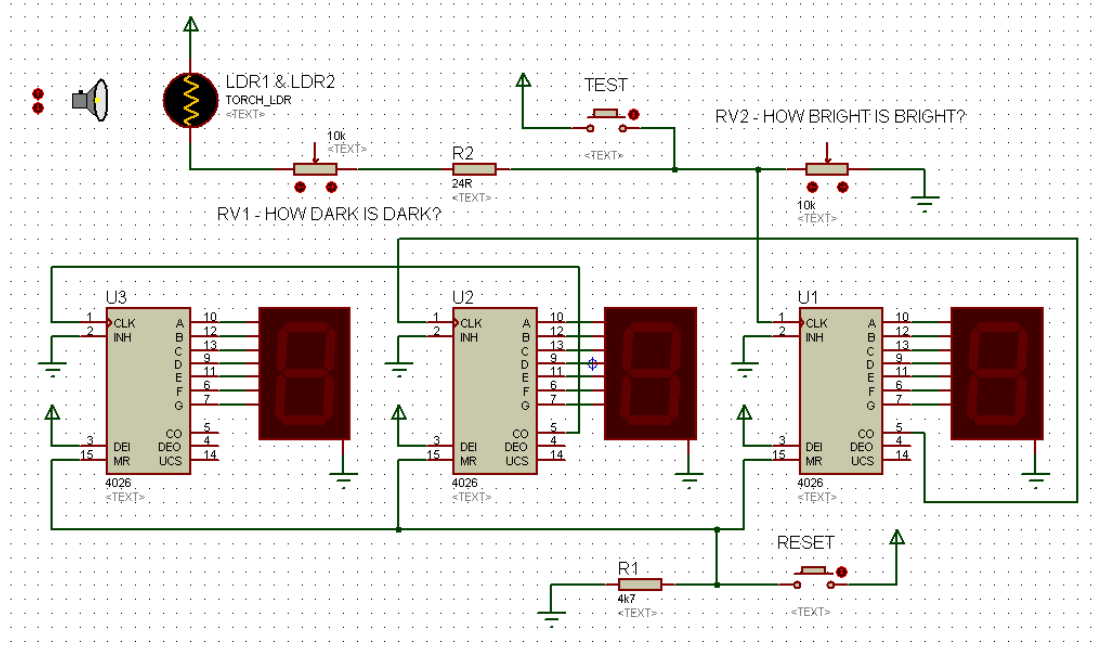 LDR1 & LDR2
TORCH_LDR
<TEXT>
TEST
<TEXT>
RV2 - HOW BRIGHT IS BRIGHT?
10k
<TEXT>
R2
24R
<TEXT>
10k
<TEXT>
RV1 - HOW DARK IS DARK?
U3
1 CLK A 10
2 INH B 12
C 13
D 9
E 11
F 6
G 7
CO 5
3 DEI DEO 4
15 MR UCS 14
4026
<TEXT>
U2
1 CLK A 10
2 INH B 12
C 13
D 9
E 11
F 6
G 7
CO 5
3 DEI DEO 4
15 MR UCS 14
4026
<TEXT>
U1
1 CLK A 10
2 INH B 12
C 13
D 9
E 11
F 6
G 7
CO 5
3 DEI DEO 4
15 MR UCS 14
4026
<TEXT>
RESET
R1
4k7
<TEXT>
<TEXT>